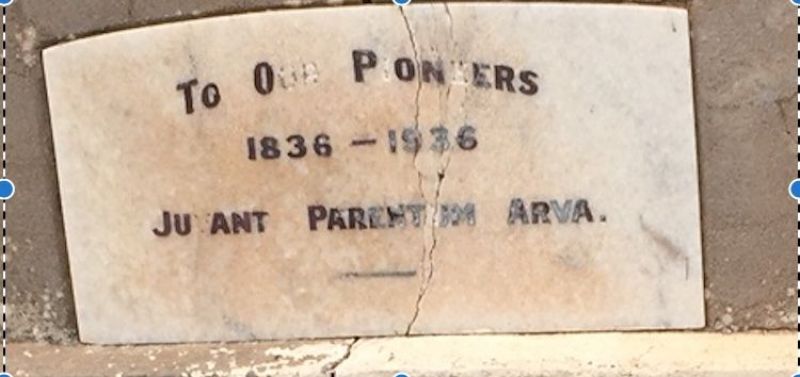 To Our Pioneers
1836 - 1936
Juvant Parentum Arva.